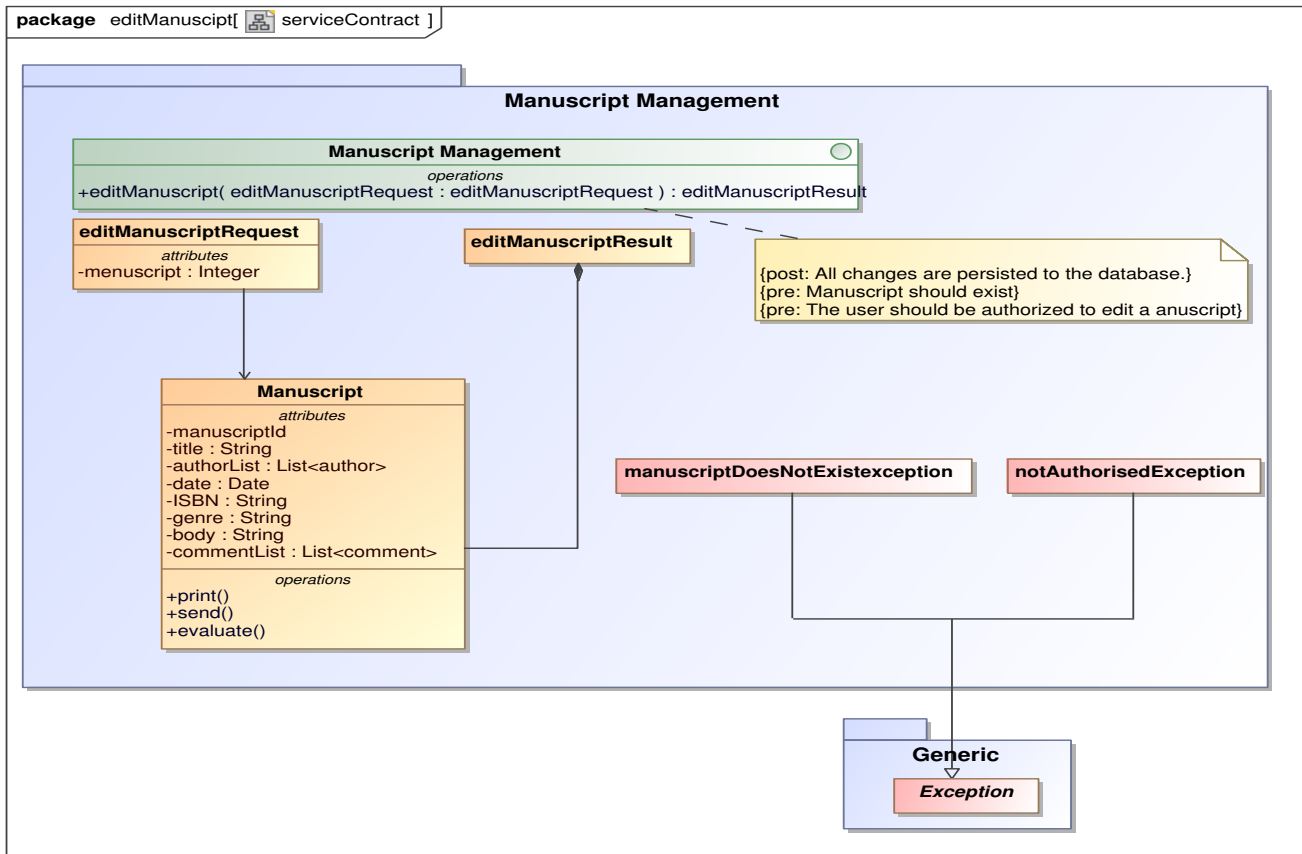 package editManuscipt[ serviceContract ]
Manuscript Management
Manuscript Management
operations
+editManuscript( editManuscriptRequest : editManuscriptRequest ) : editManuscriptResult
editManuscriptRequest
attributes
-menuscript : Integer
editManuscriptResult
{post: All changes are persisted to the database.}
{pre: Manuscript should exist}
{pre: The user should be authorized to edit a anuscript}
Manuscript
attributes
-manuscriptId
-title : String
-authorList : List<author>
-date : Date
-ISBN : String
-genre : String
-body : String
-commentList : List<comment>
operations
+print()
+send()
+evaluate()
manuscriptDoesNotExistexception
notAuthorisedException
Generic
Exception